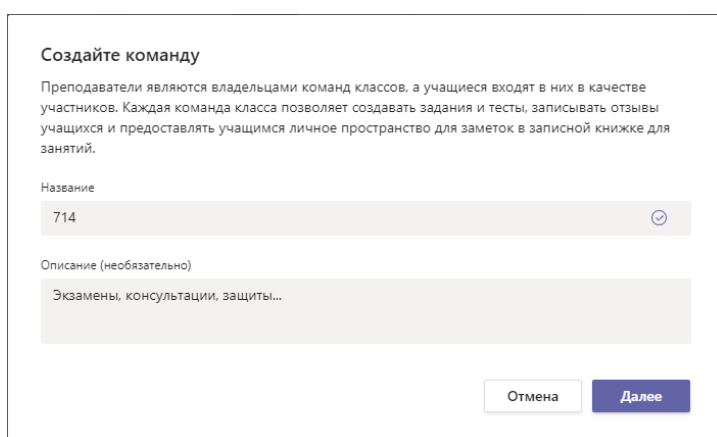 Создайте команду
Преподаватели являются владельцами команд классов, а учащиеся входят в них в качестве
участников. Каждая команда класса позволяет создавать задания и тесты, записывать отзывы
учащихся и предоставлять учащимся личное пространство для заметок в записной книжке для
занятий.
Название
714
Описание (необязательно)
Экзамены, консультации, защиты...
Отмена
Далее